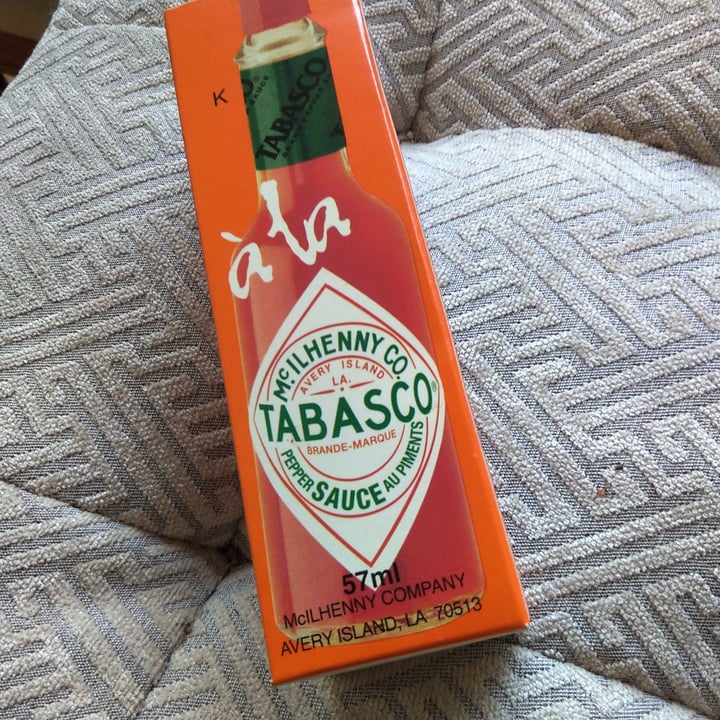 K
SAUCE
TABASCO
à la
McILHENNY CO.
AVERY ISLAND
LA.
TABASCO®
BRANDE-MARQUE
PEPPER SAUCE AU PIMENTS
57ml
McILHENNY COMPANY
AVERY ISLAND, LA 70513